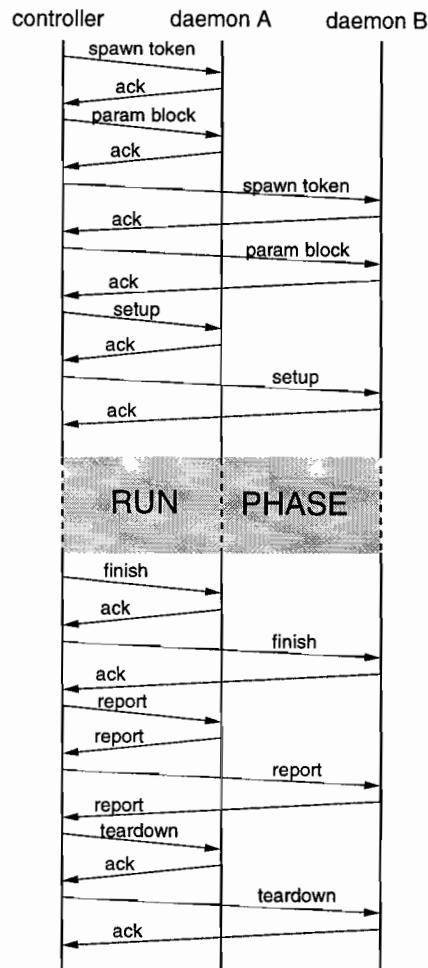 controller daemon A daemon B
spawn token
ack
param block
ack
spawn token
ack
param block
ack
setup
ack
setup
ack
RUN PHASE
finish
ack
finish
ack
report
report
report
report
teardown
ack
teardown
ack